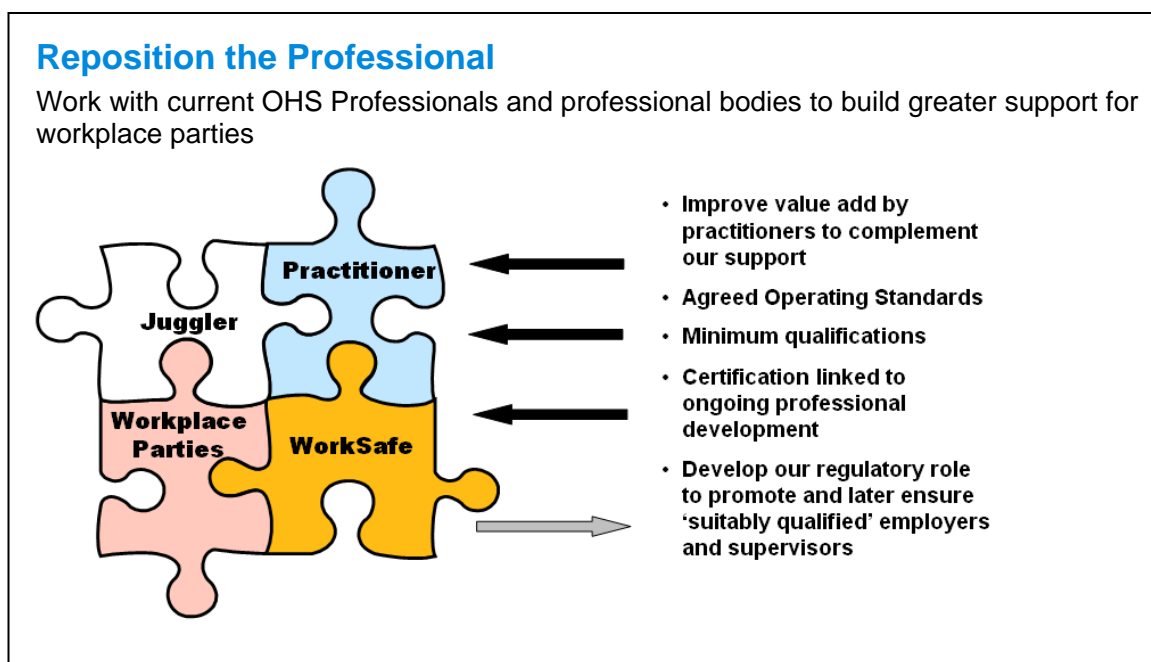 Reposition the Professional
Work with current OHS Professionals and professional bodies to build greater support for
workplace parties
Practitioner
Juggler
Workplace
Parties
WorkSafe
• Improve value add by
practitioners to complement
our support
• Agreed Operating Standards
• Minimum qualifications
• Certification linked to
ongoing professional
development
• Develop our regulatory role
to promote and later ensure
‘suitably qualified’ employers
and supervisors